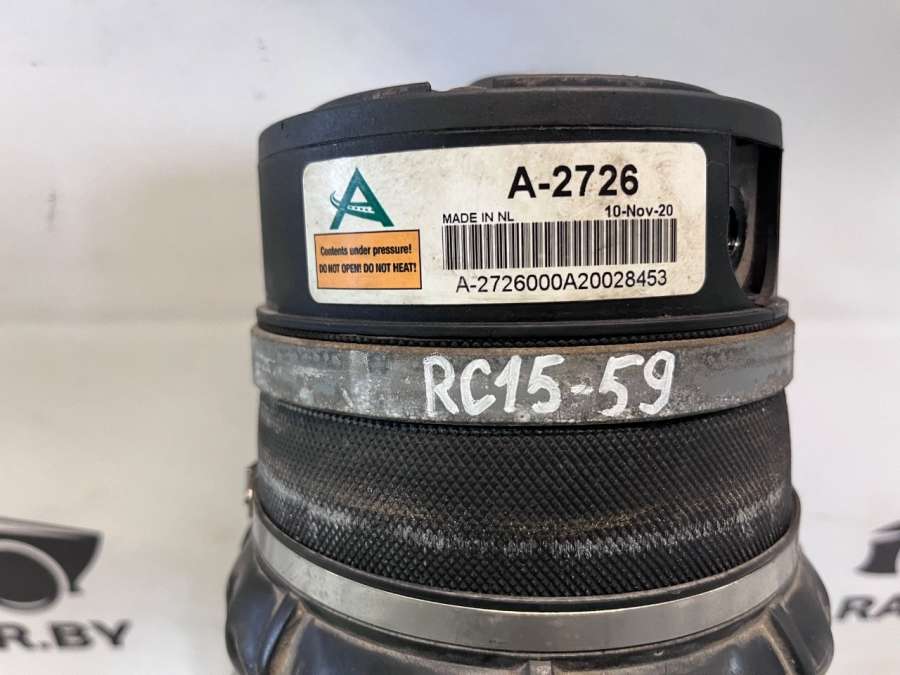 A-2726
MADE IN NL 10-Nov-20
Contents under pressure!
DO NOT OPEN! DO NOT HEAT!
A-2726000A20028453
RC15-59
R.BY
RA